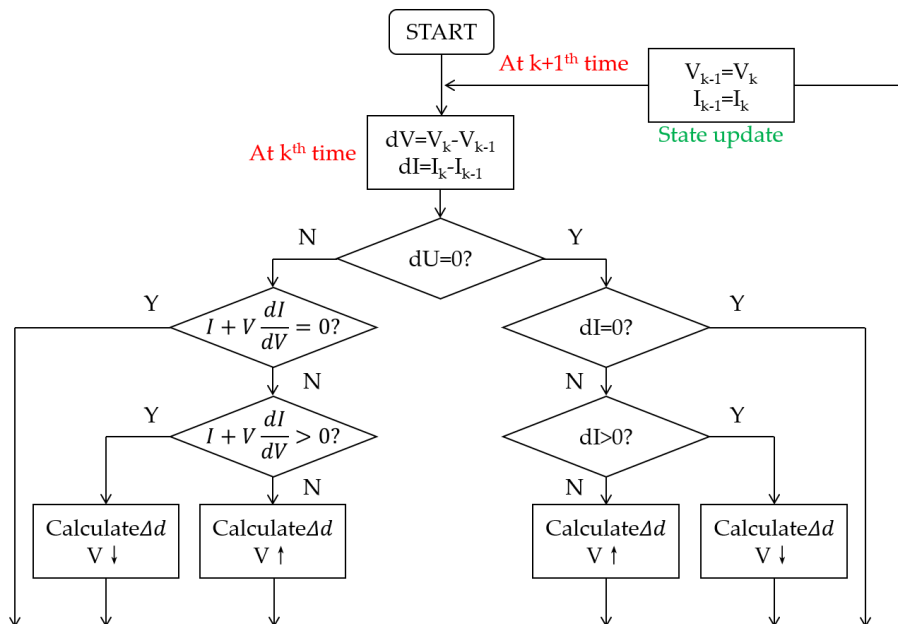 START
At k+1th time
Vk-1=Vk
Ik-1=Ik
State update
At kth time
dV=Vk-Vk-1
dI=Ik-Ik-1
N
dU=0?
Y
Y
I + V dI/dV = 0?
dI=0?
Y
N
N
Y
I + V dI/dV > 0?
dI>0?
Y
N
N
CalculateΔd
V ↓
CalculateΔd
V ↑
CalculateΔd
V ↑
CalculateΔd
V ↓